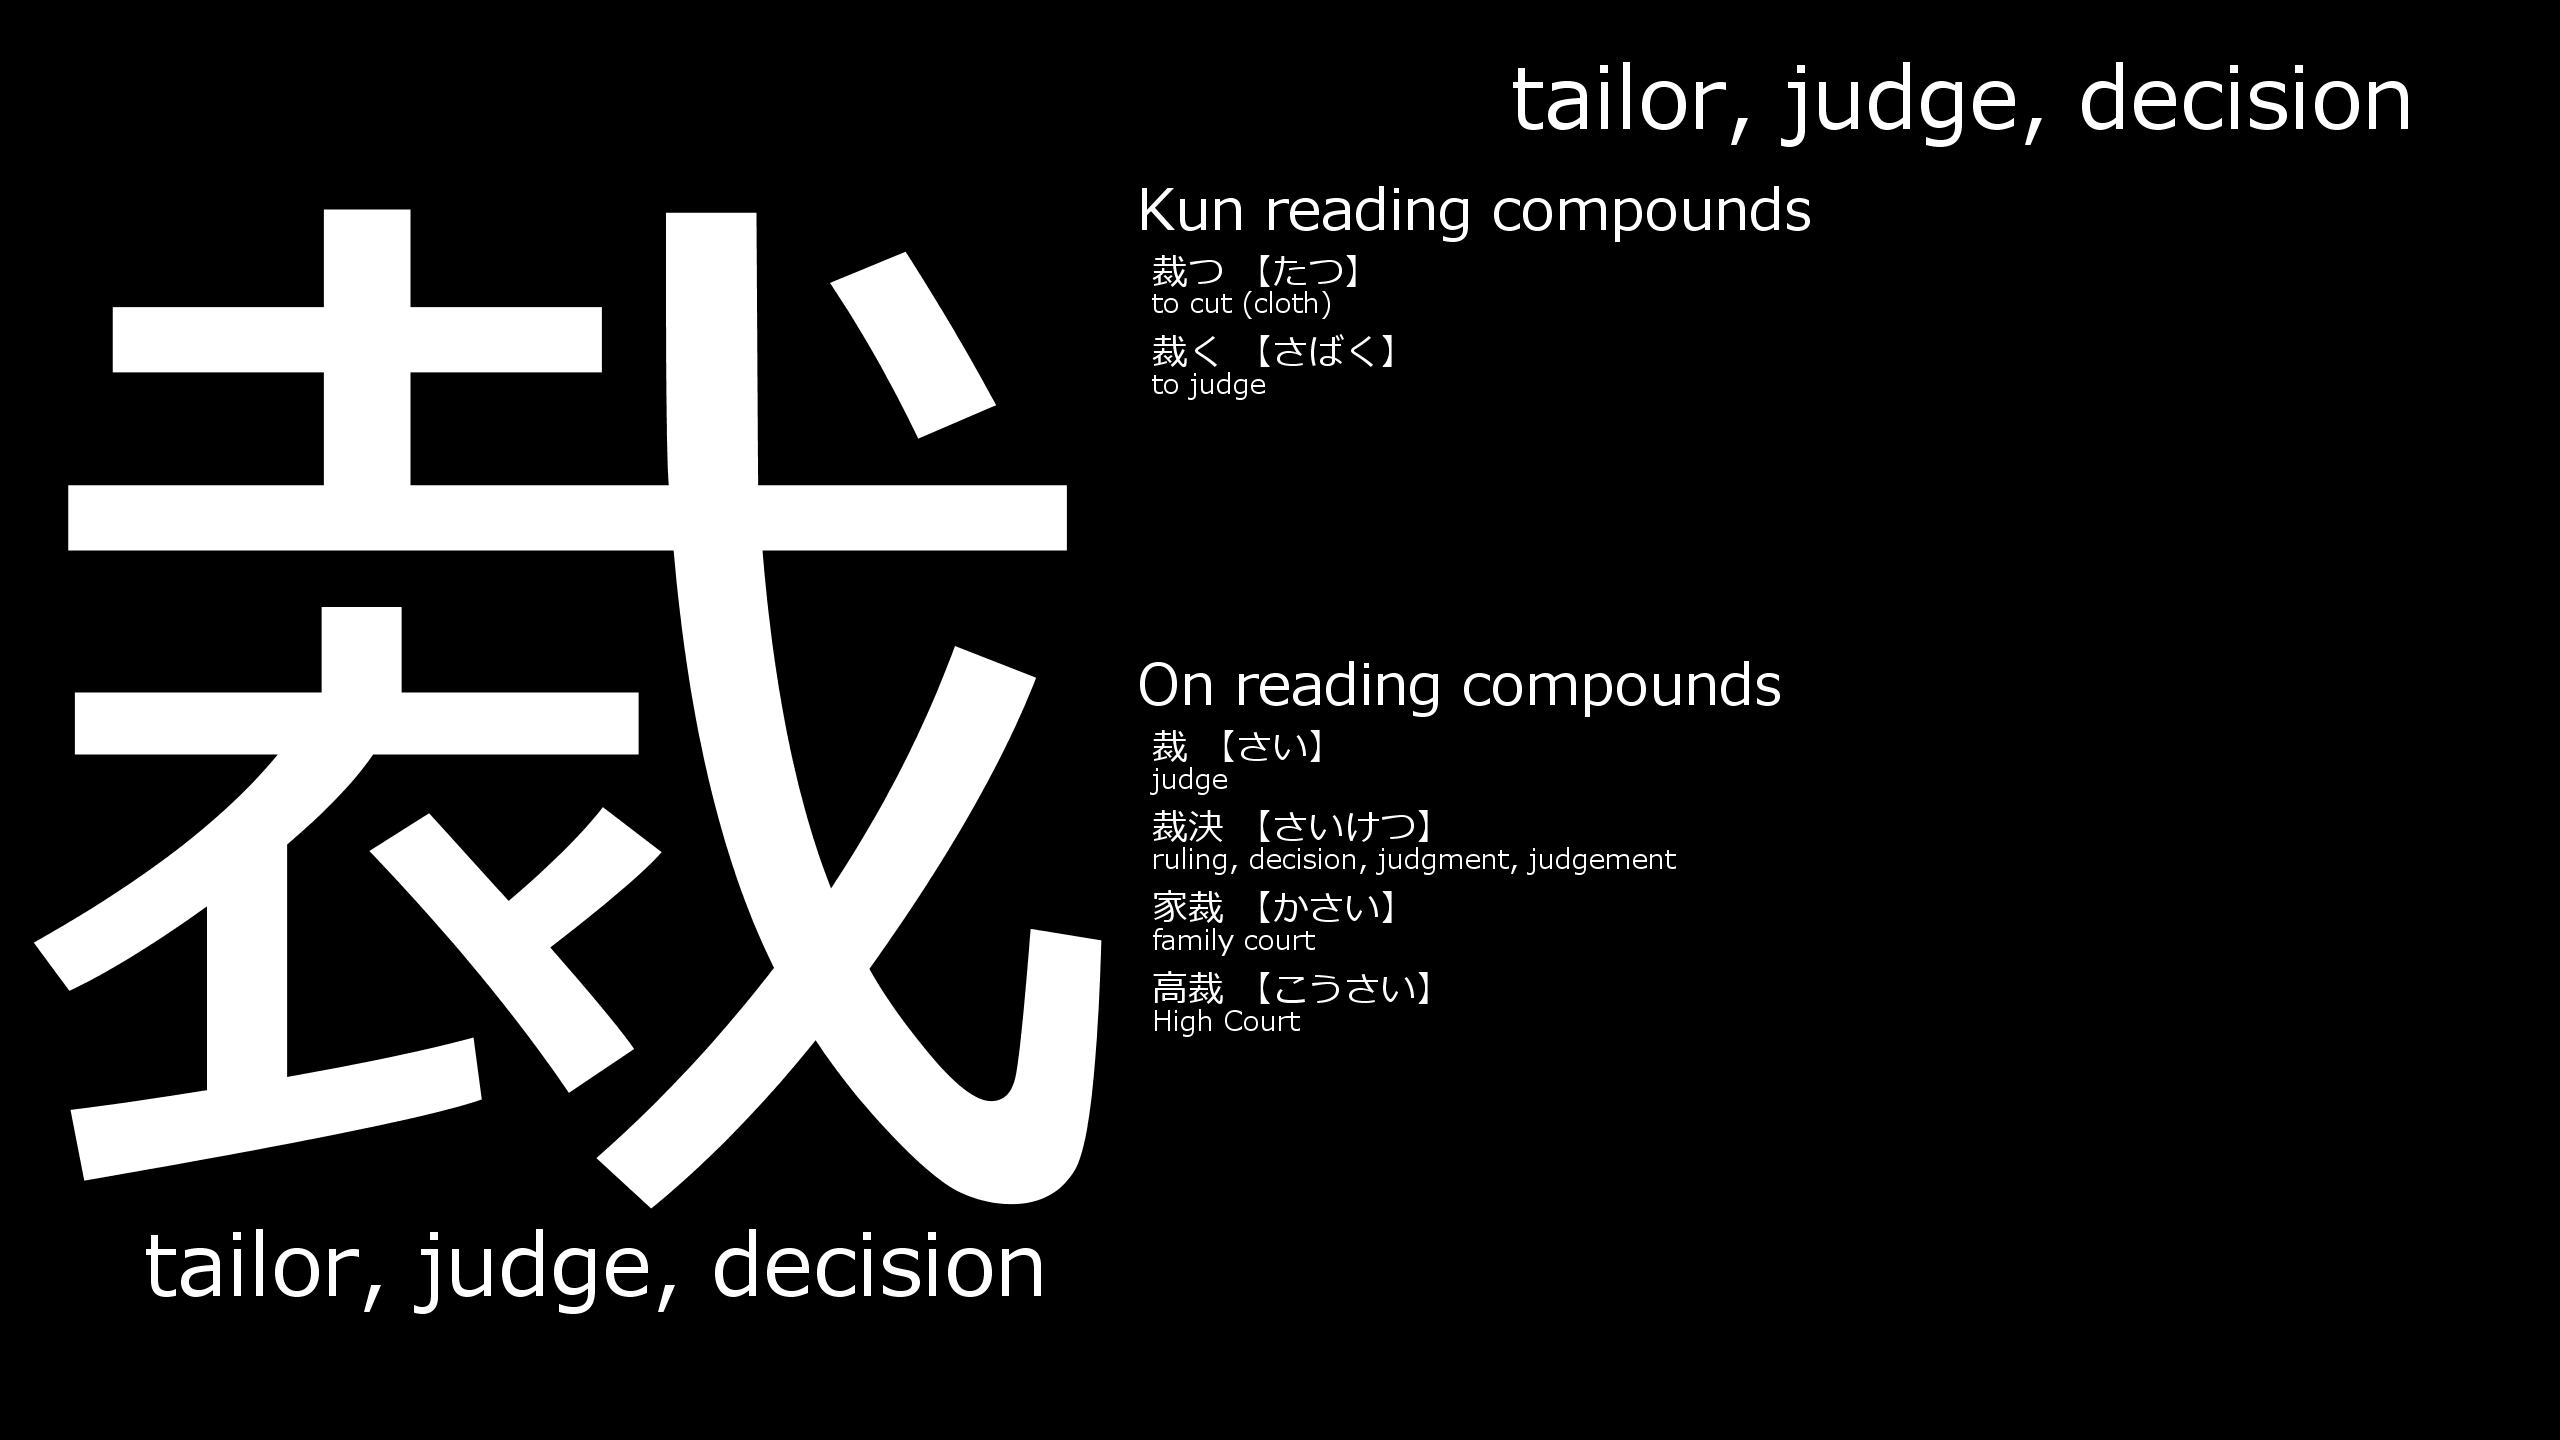 tailor, judge, decision
裁
tailor, judge, decision
Kun reading compounds
裁つ 【たつ】
to cut (cloth)
裁く 【さばく】
to judge
On reading compounds
裁 【さい】
judge
裁決 【さいけつ】
ruling, decision, judgment, judgement
家裁 【かさい】
family court
高裁 【こうさい】
High Court